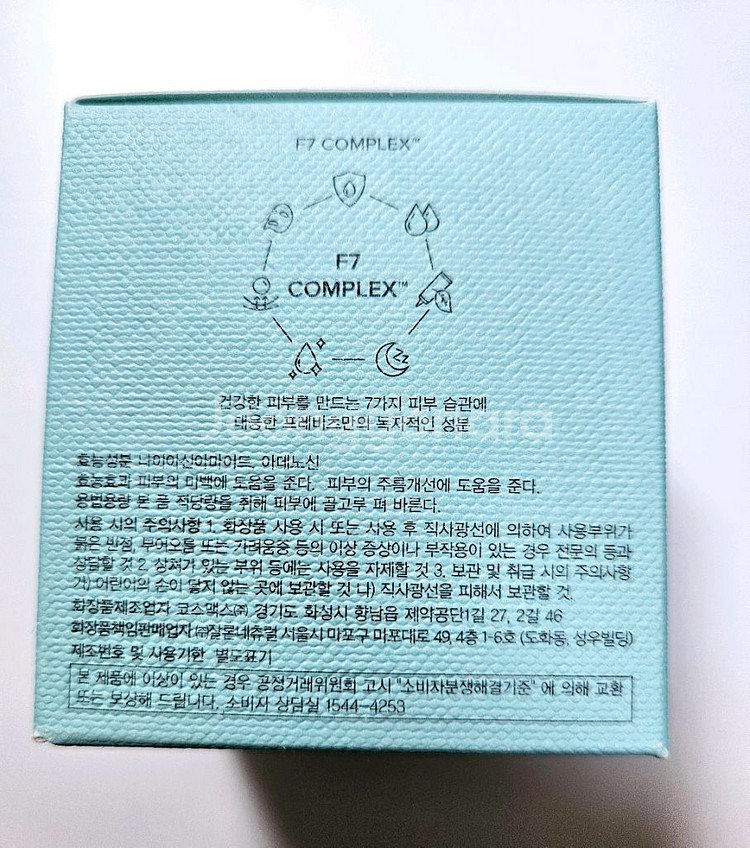 F7 COMPLEX™
F7
COMPLEX™
건강한 피부를 만드는 7가지 피부 습관에
대응한 프레비츠만의 독자적인 성분
효능성분 나이아신아마이드, 아데노신
효능효과 피부의 미백에 도움을 준다. 피부의 주름개선에 도움을 준다.
용법용량 본 품 적당량을 취해 피부에 골고루 펴 바른다.
사용 시의 주의사항 1. 화장품 사용 시 또는 사용 후 직사광선에 의하여 사용부위가
붉은 반점, 부어오름 또는 가려움증 등의 이상 증상이나 부작용이 있는 경우 전문의 등과
상담할 것 2. 상처가 있는 부위 등에는 사용을 자제할 것 3. 보관 및 취급 시의 주의사항
가) 어린이의 손이 닿지 않는 곳에 보관할 것 나) 직사광선을 피해서 보관할 것.
화장품제조업자 코스맥스㈜ 경기도 화성시 향남읍 제약공단1길 27, 2길 46
화장품책임판매업자 ㈜잘론네츄럴 서울시 마포구 마포대로 49, 4층 1-6호 (도화동, 성우빌딩)
제조번호 및 사용기한 별도표기
본 제품에 이상이 있는 경우 공정거래위원회 고시 "소비자분쟁해결기준" 에 의해 교환
또는 보상해 드립니다. 소비자 상담실 1544-4253